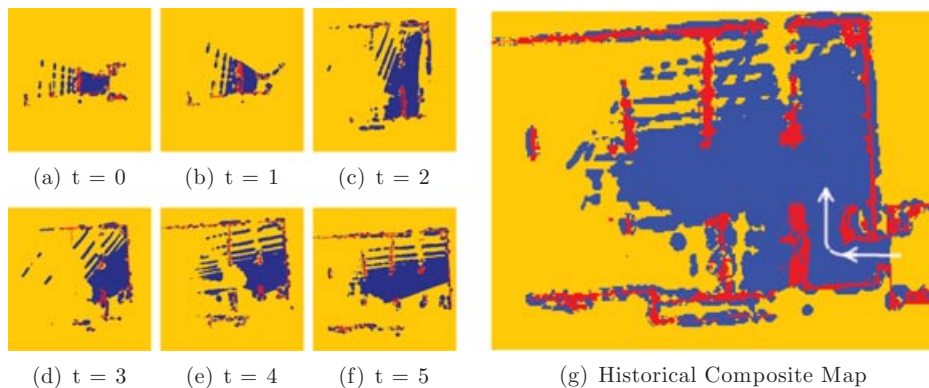 (a) t = 0
(b) t = 1
(c) t = 2
(d) t = 3
(e) t = 4
(f) t = 5
(g) Historical Composite Map